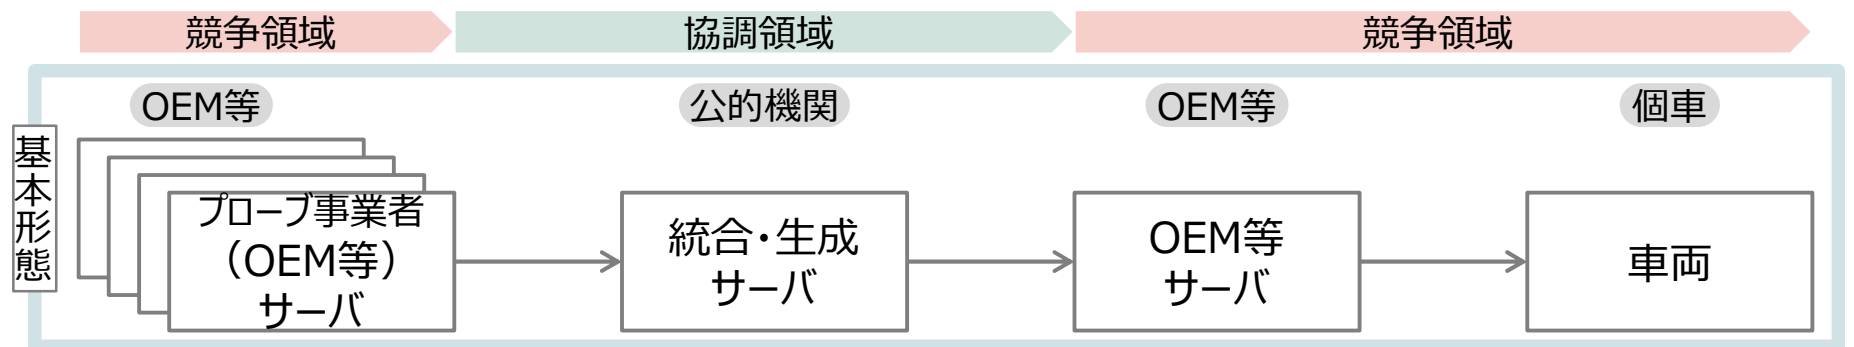 競争領域
協調領域
競争領域
OEM等
公的機関
OEM等
個車
基本形態
プローブ事業者
（OEM等）
サーバ
統合・生成
サーバ
OEM等
サーバ
車両